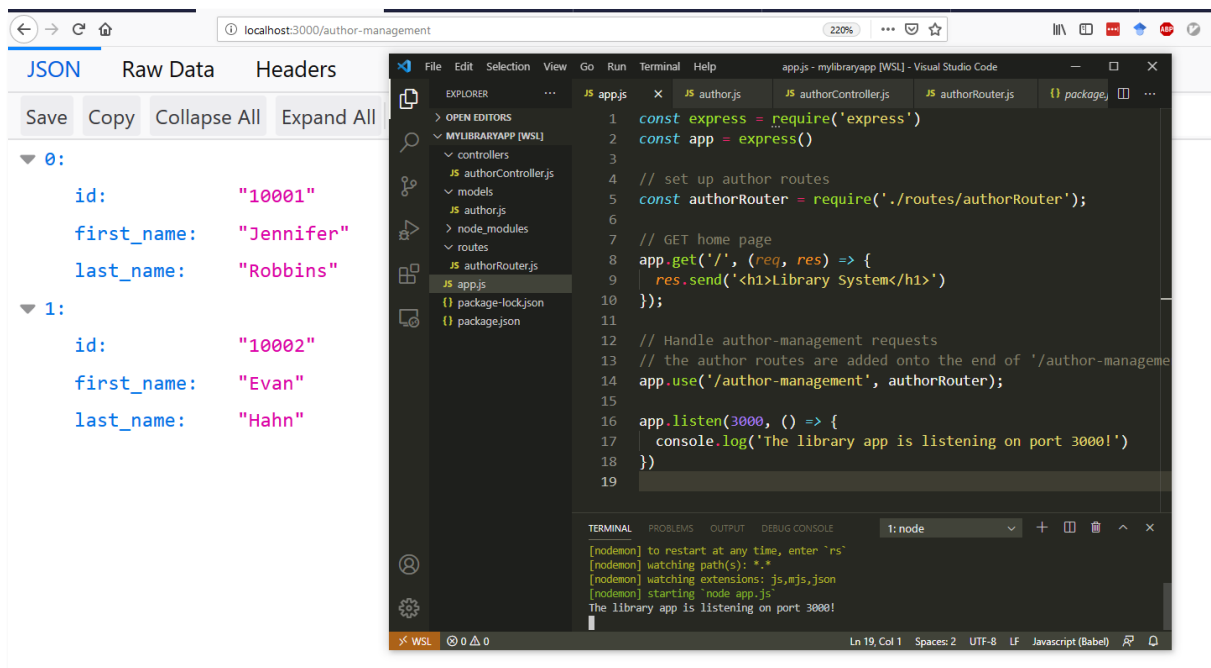 localhost:3000/author-management
220%
JSON Raw Data Headers
Save Copy Collapse All Expand All
0:
id: "10001"
first_name: "Jennifer"
last_name: "Robbins"
1:
id: "10002"
first_name: "Evan"
last_name: "Hahn"
File Edit Selection View Go Run Terminal Help app.js - mylibraryapp [WSL] - Visual Studio Code
EXPLORER
OPEN EDITORS
MYLIBRARYAPP [WSL]
controllers
JS authorController.js
models
JS author.js
node_modules
routes
JS authorRouter.js
JS app.js
{} package-lock.json
{} package.json
JS app.js JS author.js JS authorController.js JS authorRouter.js {} package.j
1 const express = require('express')
2 const app = express()
3
4 // set up author routes
5 const authorRouter = require('./routes/authorRouter');
6
7 // GET home page
8 app.get('/', (req, res) => {
9 res.send('<h1>Library System</h1>')
10 });
11
12 // Handle author-management requests
13 // the author routes are added onto the end of '/author-manageme
14 app.use('/author-management', authorRouter);
15
16 app.listen(3000, () => {
17 console.log('The library app is listening on port 3000!')
18 })
19
TERMINAL PROBLEMS OUTPUT DEBUG CONSOLE 1: node
[nodemon] to restart at any time, enter `rs`
[nodemon] watching path(s): *.*
[nodemon] watching extensions: js,mjs,json
[nodemon] starting `node app.js`
The library app is listening on port 3000!
WSL 0 0 Ln 19, Col 1 Spaces: 2 UTF-8 LF Javascript (Babel)
ABP